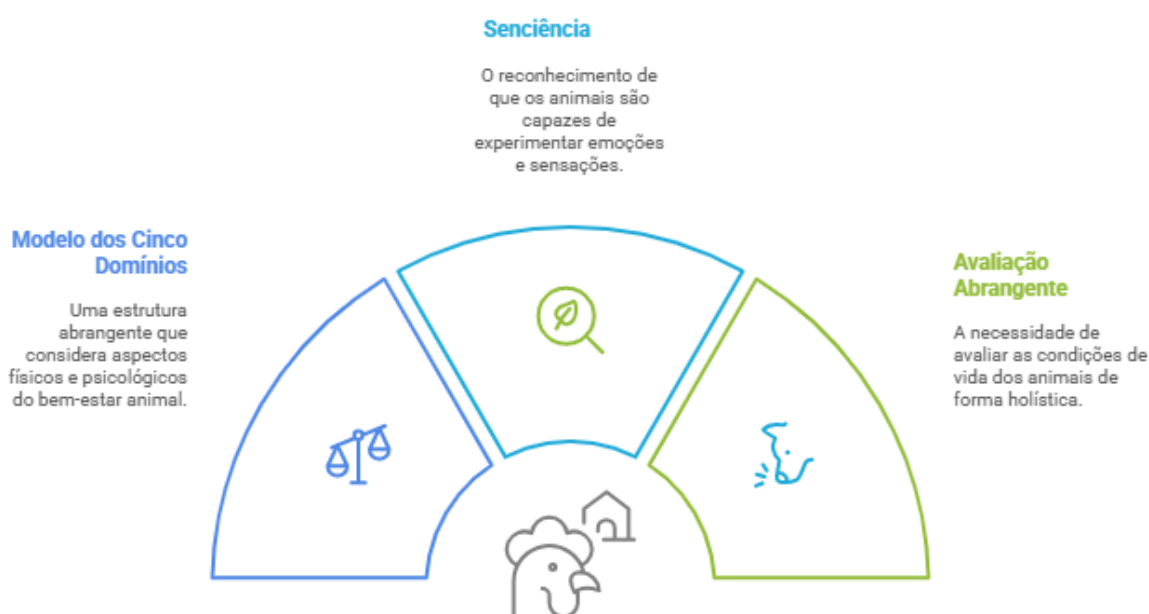 Senciência
O reconhecimento de
que os animais são
capazes de
experimentar emoções
e sensações.
Modelo dos Cinco
Domínios
Uma estrutura
abrangente que
considera aspectos
físicos e psicológicos
do bem-estar animal.
Avaliação
Abrangente
A necessidade de
avaliar as condições de
vida dos animais de
forma holística.